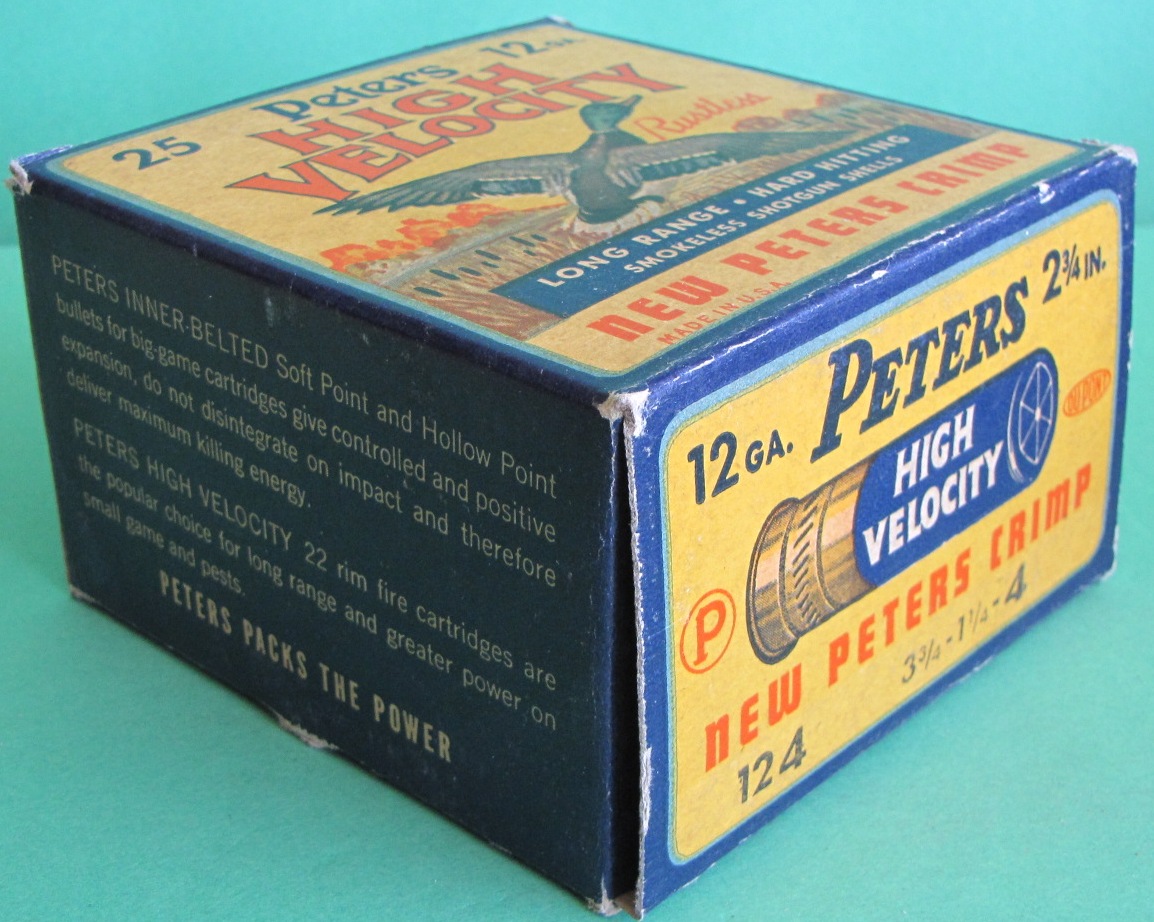 25 Peters 12 GA.
HIGH
VELOCITY
Rustless
LONG RANGE • HARD HITTING
SMOKELESS SHOTGUN SHELLS
NEW PETERS CRIMP
MADE IN U.S.A.
PETERS INNER-BELTED Soft Point and Hollow Point
bullets for big-game cartridges give controlled and positive
expansion, do not disintegrate on impact and therefore
deliver maximum killing energy.
PETERS HIGH VELOCITY 22 rim fire cartridges are
the popular choice for long range and greater power on
small game and pests.
PETERS PACKS THE POWER
12 GA. PETERS 2¾ IN.
HIGH
VELOCITY
DU PONT
P
NEW PETERS CRIMP
3¾-1¼-4
124